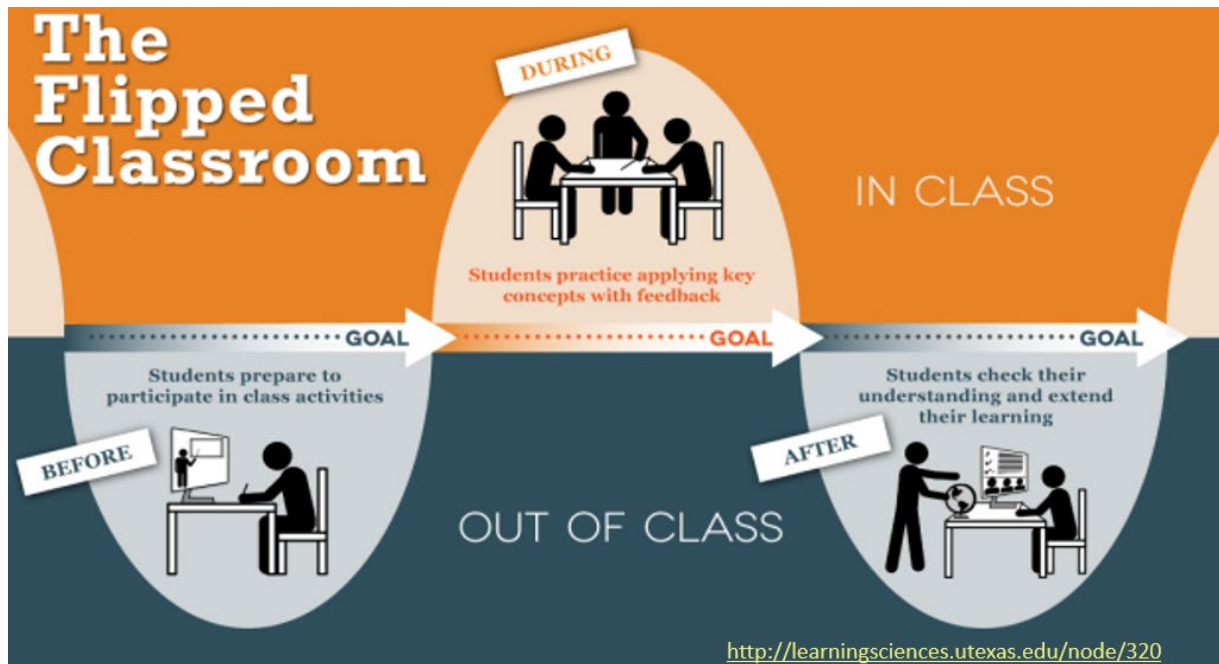 The
Flipped
Classroom
DURING
IN CLASS
Students practice applying key
concepts with feedback
GOAL
GOAL
GOAL
Students prepare to
participate in class activities
BEFORE
OUT OF CLASS
Students check their
understanding and extend
their learning
AFTER
http://learningsciences.utexas.edu/node/320